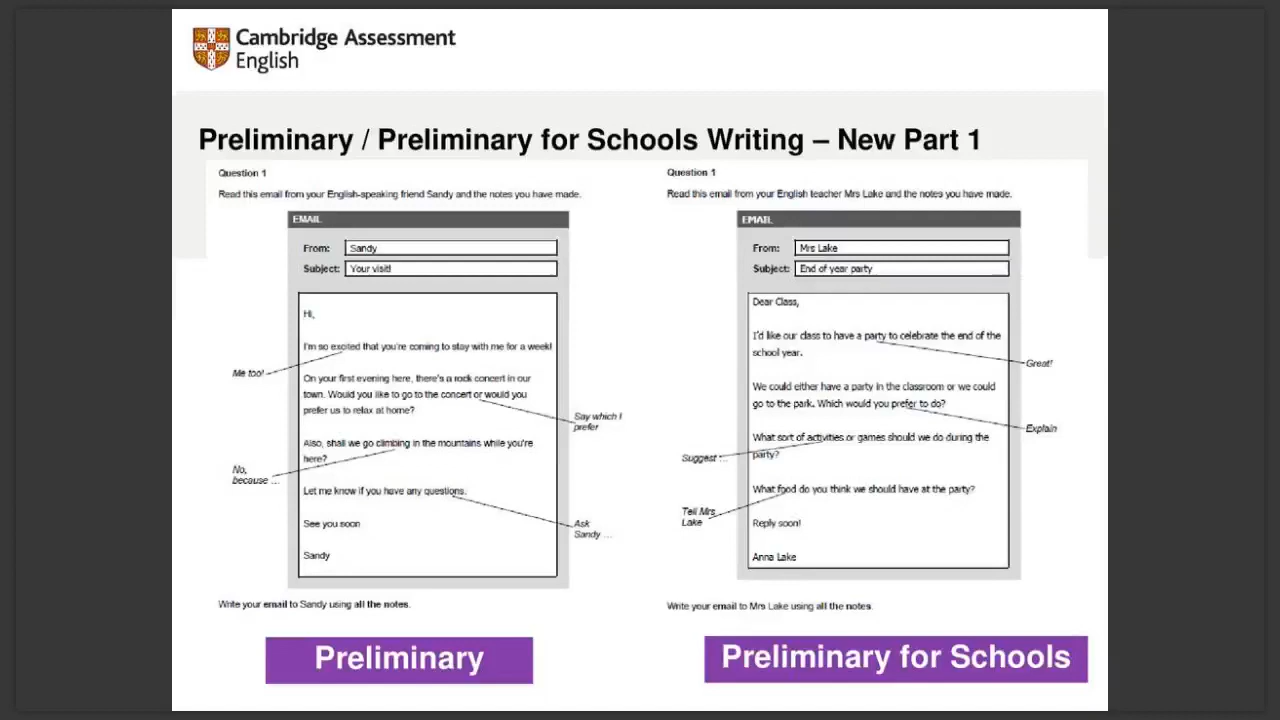 Cambridge Assessment
English
Preliminary / Preliminary for Schools Writing – New Part 1
Question 1
Read this email from your English-speaking friend Sandy and the notes you have made.
EMAIL
From: Sandy
Subject: Your visit!
Hi,
I'm so excited that you're coming to stay with me for a week!
Me too!
On your first evening here, there's a rock concert in our
town. Would you like to go to the concert or would you
prefer us to relax at home?
Say which I
prefer
Also, shall we go climbing in the mountains while you're
here?
No,
because ...
Let me know if you have any questions.
See you soon
Ask
Sandy ...
Sandy
Write your email to Sandy using all the notes.
Preliminary
Question 1
Read this email from your English teacher Mrs Lake and the notes you have made.
EMAIL
From: Mrs Lake
Subject: End of year party
Dear Class,
I'd like our class to have a party to celebrate the end of the
school year.
Great!
We could either have a party in the classroom or we could
go to the park. Which would you prefer to do?
Explain
What sort of activities or games should we do during the
party?
Suggest ...
What food do you think we should have at the party?
Tell Mrs
Lake
Reply soon!
Anna Lake
Write your email to Mrs Lake using all the notes.
Preliminary for Schools